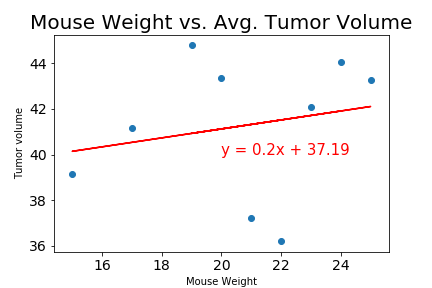 Mouse Weight vs. Avg. Tumor Volume
44
42
40
38
36
Tumor volume
y = 0.2x + 37.19
16 18 20 22 24
Mouse Weight